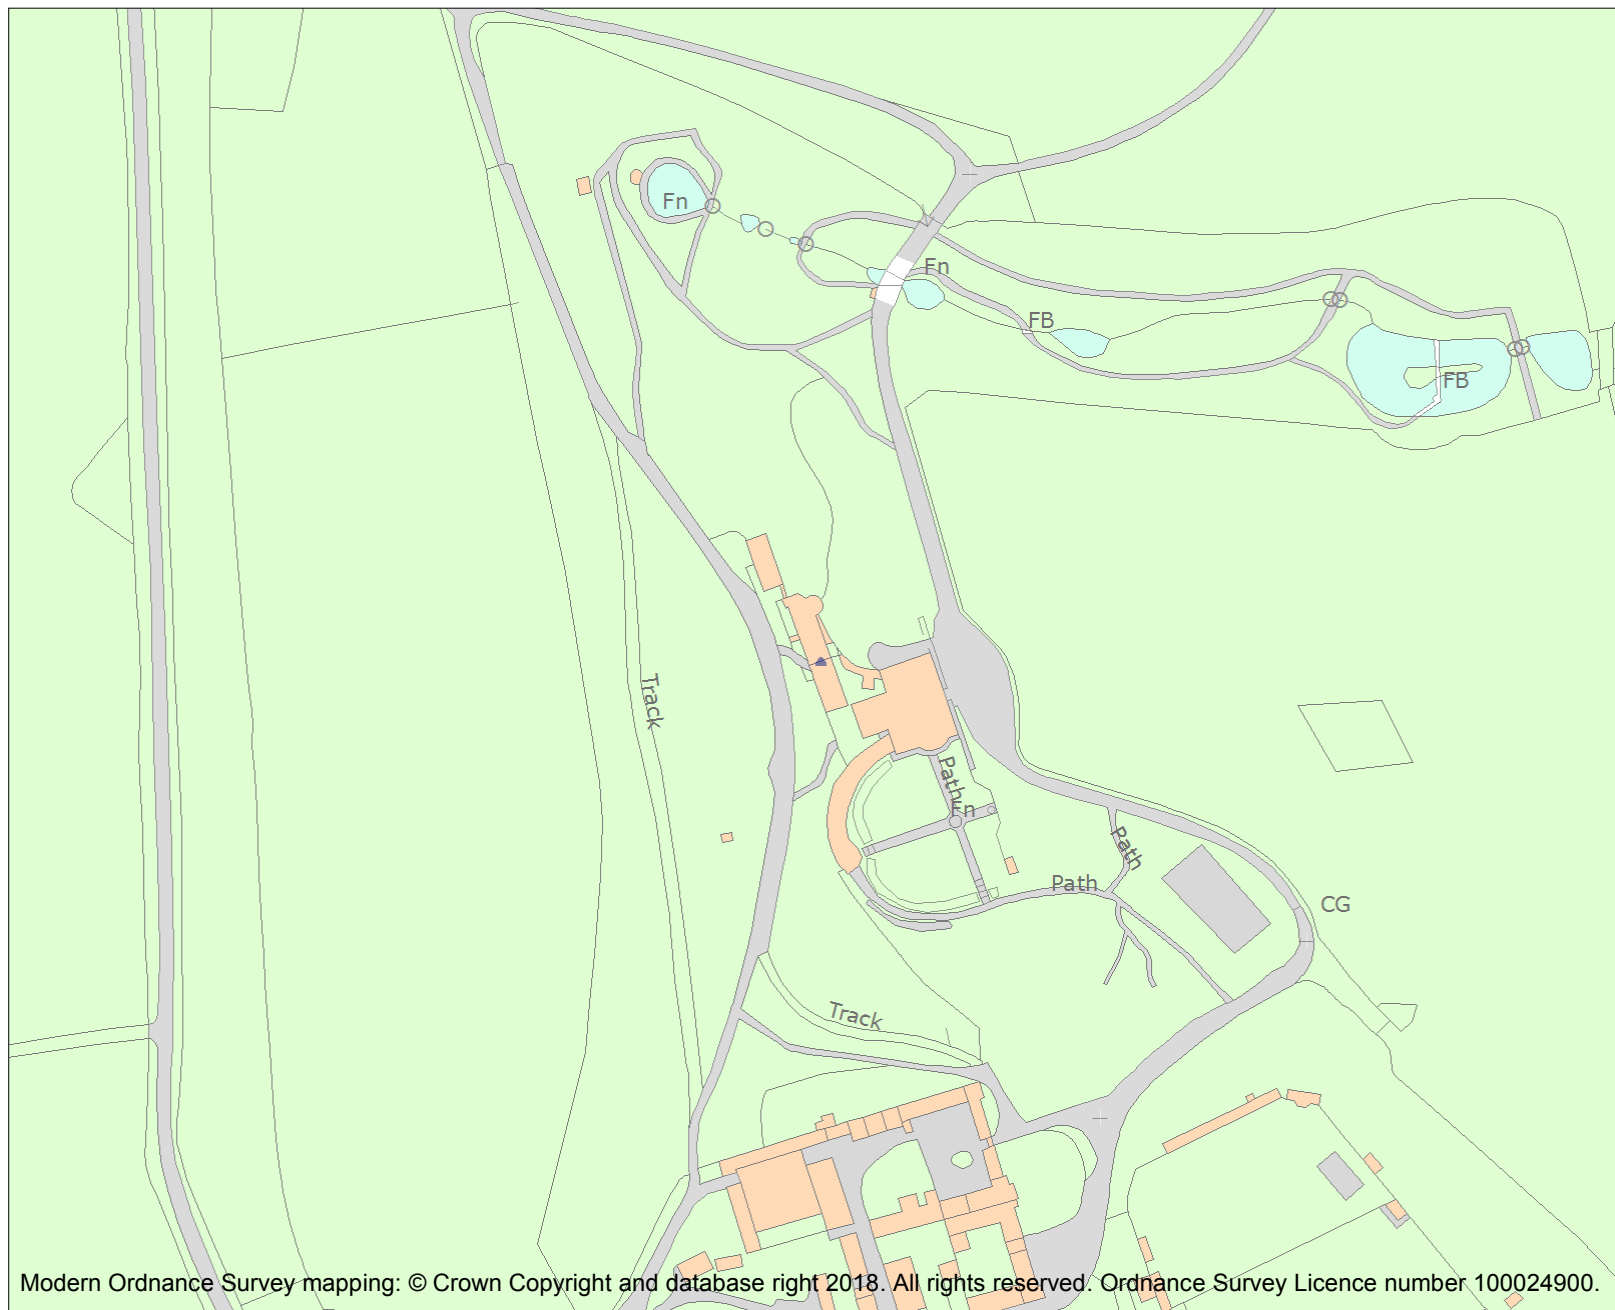 Fn
Fn
FB
FB
Track
Path
Fn
Path
Path
CG
Track
Modern Ordnance Survey mapping: © Crown Copyright and database right 2018. All rights reserved. Ordnance Survey Licence number 100024900.